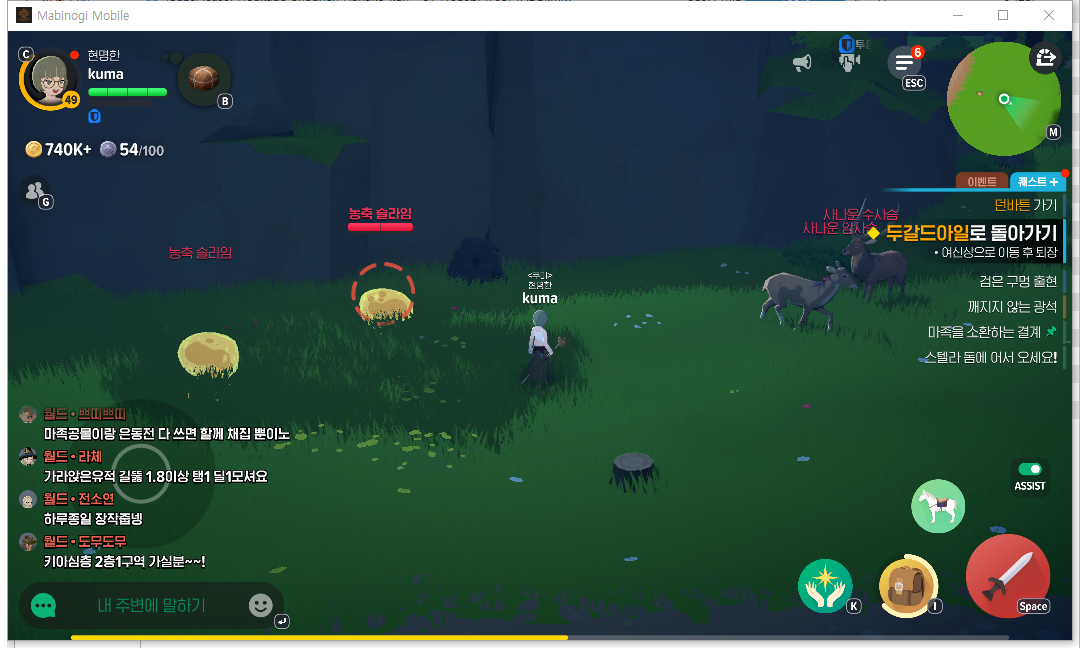 Mabinogi Mobile
C
현명한
kuma
49
B
740K+
54/100
G
6
ESC
M
이벤트
퀘스트 +
던바튼 가기
두갈드아일로 돌아가기
• 여신상으로 이동 후 퇴장
검은 구멍 출현
깨지지 않는 광석
마족을 소환하는 결계
스텔라 돔에 어서 오세요!
농축 슬라임
농축 슬라임
사나운 수사슴
사나운
현명한
kuma
월드 • 쁘띠쁘띠
마족공물이랑 은동전 다 쓰면 할께 채집 뿐이노
월드 • 라체
가라앉은유적 길뚫 1.8이상 탱1 딜1모셔요
월드 • 전소연
하루종일 장작줍넹
월드 • 도무도무
키아심층 2층1구역 가실분~~!
내 주변에 말하기
ASSIST
K
I
Space